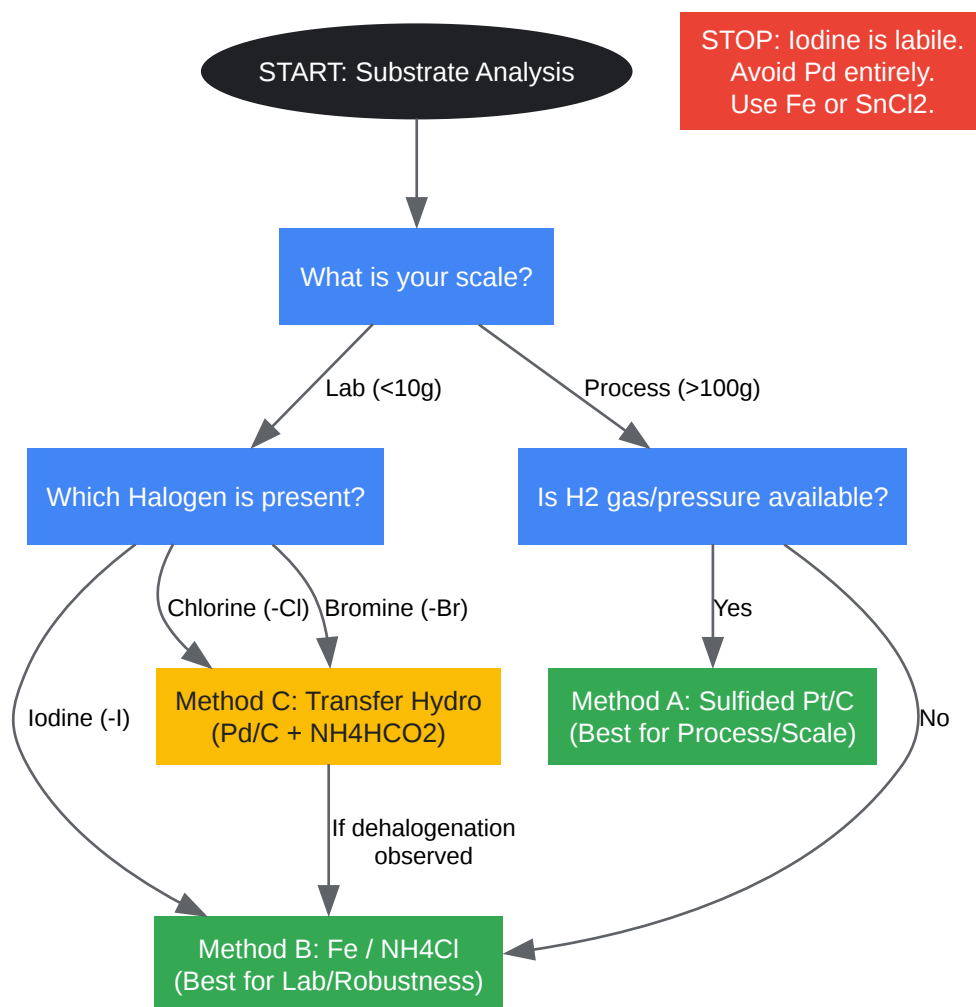 START: Substrate Analysis
STOP: Iodine is labile.
Avoid Pd entirely.
Use Fe or SnCl2.
What is your scale?
Lab (<10g)
Process (>100g)
Which Halogen is present?
Is H2 gas/pressure available?
Chlorine (-Cl)
Bromine (-Br)
Yes
Iodine (-I)
Method C: Transfer Hydro
(Pd/C + NH4HCO2)
Method A: Sulfided Pt/C
(Best for Process/Scale)
No
If dehalogenation
observed
Method B: Fe / NH4Cl
(Best for Lab/Robustness)